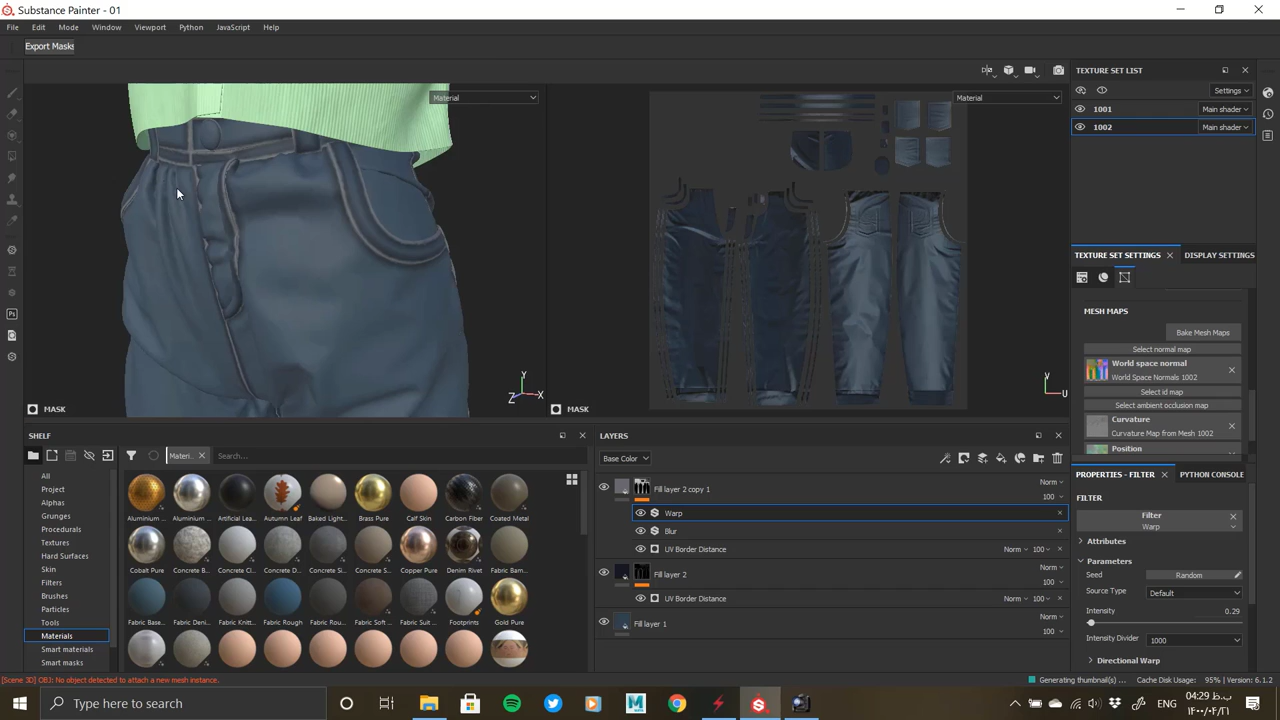 Substance Painter - 01
File Edit Mode Window Viewport Python JavaScript Help
Export Masks
Material
Material
Y
Z X
V
U
MASK
MASK
TEXTURE SET LIST
Settings
1001 Main shader
1002 Main shader
TEXTURE SET SETTINGS DISPLAY SETTINGS
MESH MAPS
Bake Mesh Maps
Select normal map
World space normal
World Space Normals 1002
Select id map
Select ambient occlusion map
Curvature
Curvature Map from Mesh 1002
Position
PROPERTIES - FILTER PYTHON CONSOLE
FILTER
Filter
Warp
Attributes
Parameters
Seed Random
Source Type Default
Intensity 0.29
Intensity Divider 1000
Directional Warp
SHELF
Materi... Search...
All
Project
Alphas
Grunges
Procedurals
Textures
Hard Surfaces
Skin
Filters
Brushes
Particles
Tools
Materials
Smart materials
Smart masks
Aluminium ... Aluminium ... Artificial Lea... Autumn Leaf Baked Light... Brass Pure Calf Skin Carbon Fiber Coated Metal
Cobalt Pure Concrete B... Concrete Cl... Concrete D... Concrete Si... Concrete S... Copper Pure Denim Rivet Fabric Bam...
Fabric Base... Fabric Deni... Fabric Knitt... Fabric Rough Fabric Rou... Fabric Soft ... Fabric Suit ... Footprints Gold Pure
LAYERS
Base Color
Fill layer 2 copy 1 Norm
100
Warp
Blur
UV Border Distance Norm 100
Fill layer 2 Norm
100
UV Border Distance Norm 100
Fill layer 1 Norm
100
[Scene 3D] OBJ: No object detected to attach a new mesh instance.
Generating thumbnail(s) ... Cache Disk Usage: 95% | Version: 6.1.2
Type here to search
04:29 ب.ظ
۱۴۰۰/۰۲/۲۱